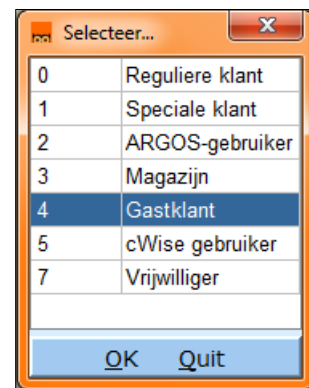 Selecteer...
0 Reguliere klant
1 Speciale klant
2 ARGOS-gebruiker
3 Magazijn
4 Gastklant
5 cWise gebruiker
7 Vrijwilliger
OK Quit